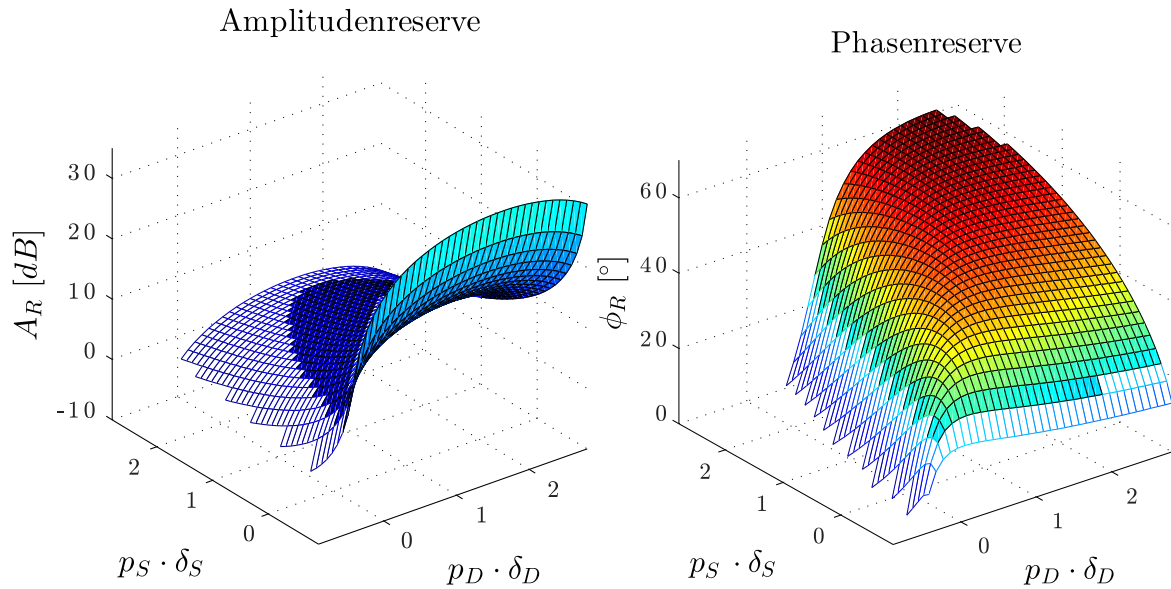 Amplitudenreserve
A_R [dB]
30
20
10
0
-10
2
1
0
0
1
2
p_S · δ_S
p_D · δ_D
Phasenreserve
ϕ_R [°]
60
40
20
0
2
1
0
0
1
2
p_S · δ_S
p_D · δ_D